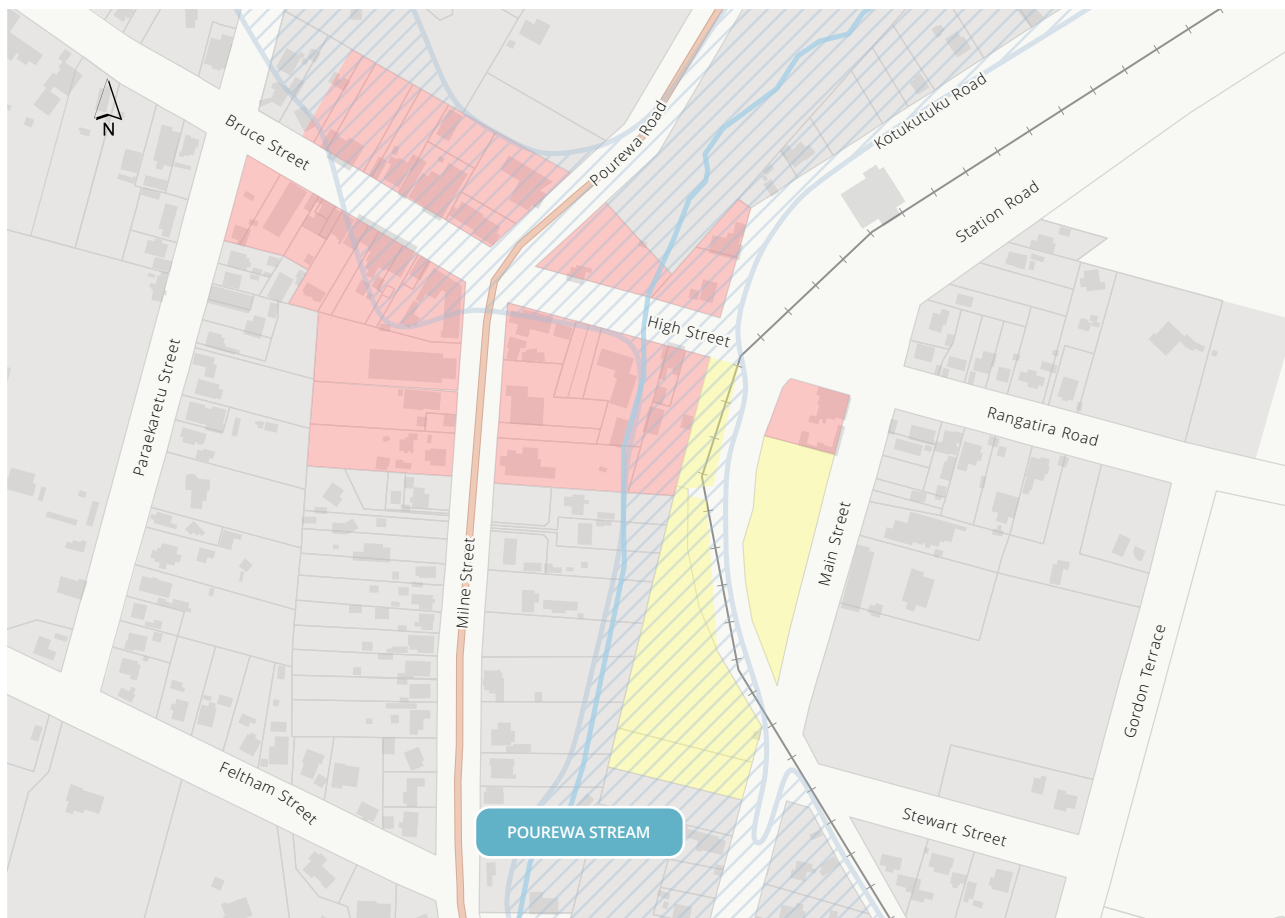 N
Bruce Street
Pourewa Road
Kotukutuku Road
Station Road
High Street
Paraekaretu Street
Rangatira Road
Milne Street
Main Street
Gordon Terrace
Feltham Street
POUREWA STREAM
Stewart Street